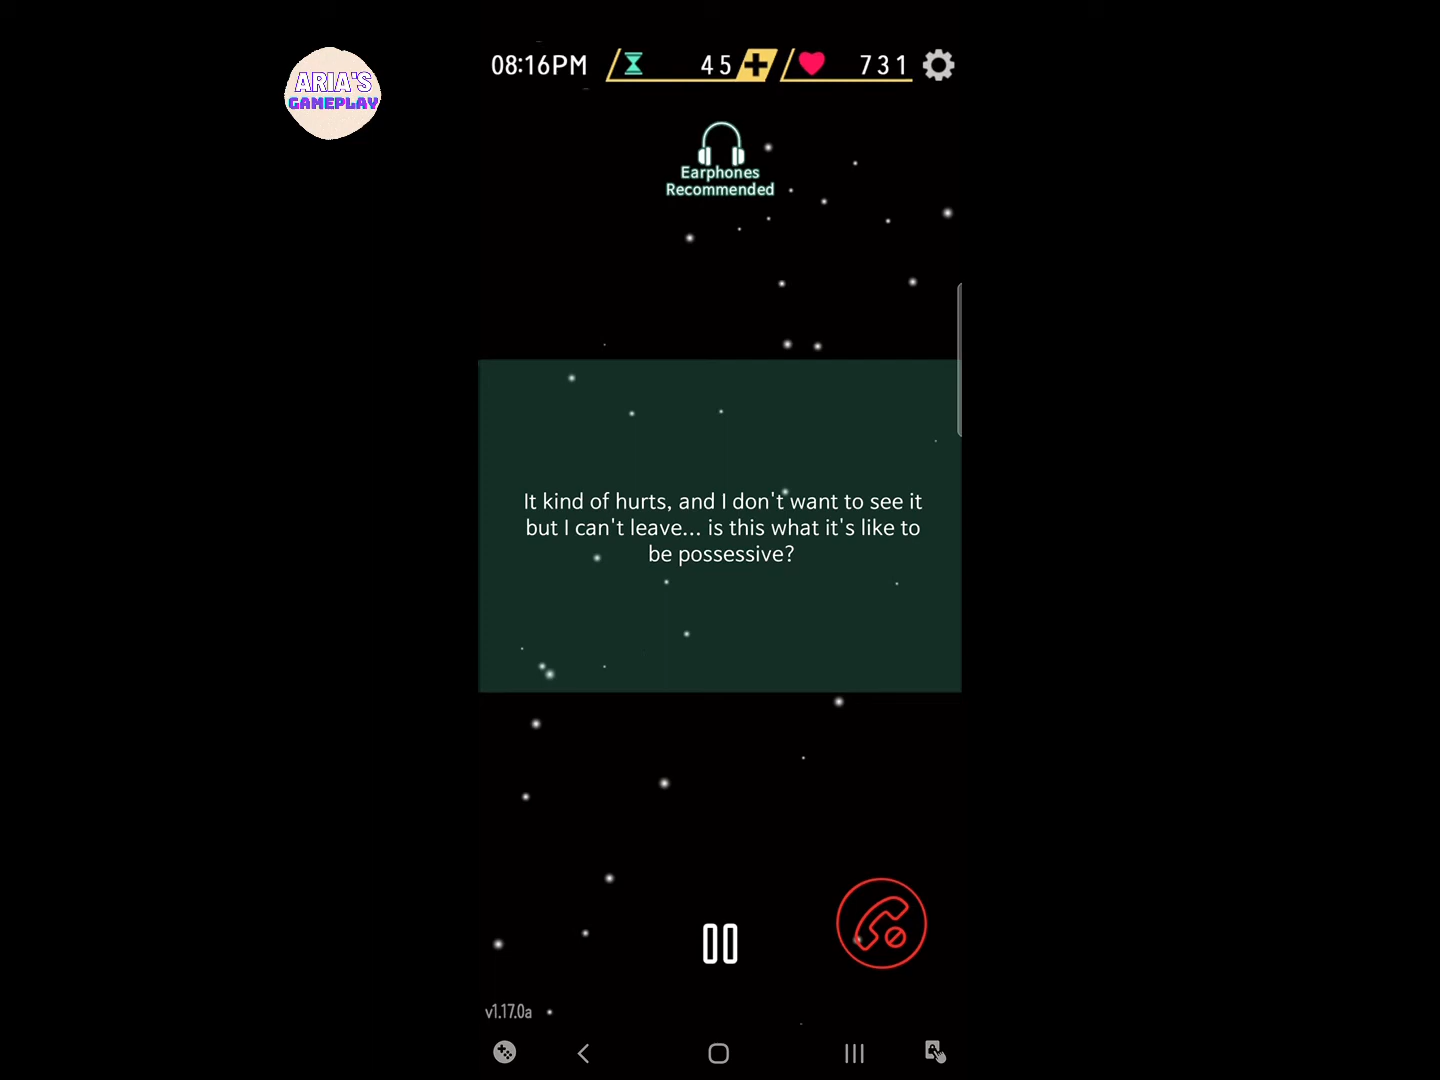 ARIA'S
GAMEPLAY
08:16PM 45 731
Earphones
Recommended
It kind of hurts, and I don't want to see it
but I can't leave... is this what it's like to
be possessive?
v1.17.0a